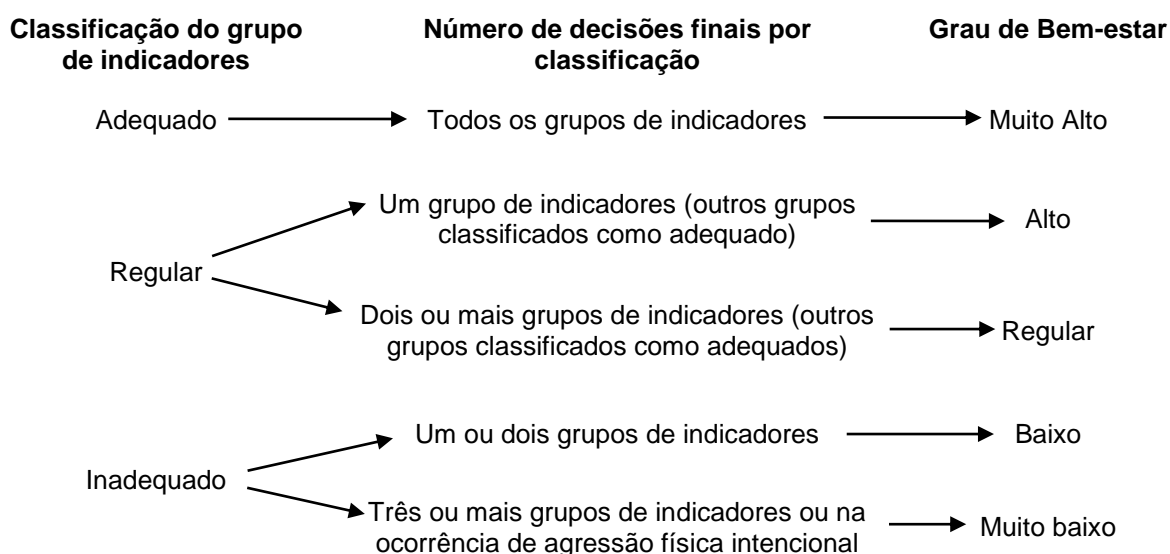 Classificação do grupo
de indicadores
Número de decisões finais por
classificação
Grau de Bem-estar
Adequado
Todos os grupos de indicadores
Muito Alto
Regular
Um grupo de indicadores (outros grupos
classificados como adequado)
Alto
Dois ou mais grupos de indicadores (outros
grupos classificados como adequados)
Regular
Inadequado
Um ou dois grupos de indicadores
Baixo
Três ou mais grupos de indicadores ou na
ocorrência de agressão física intencional
Muito baixo